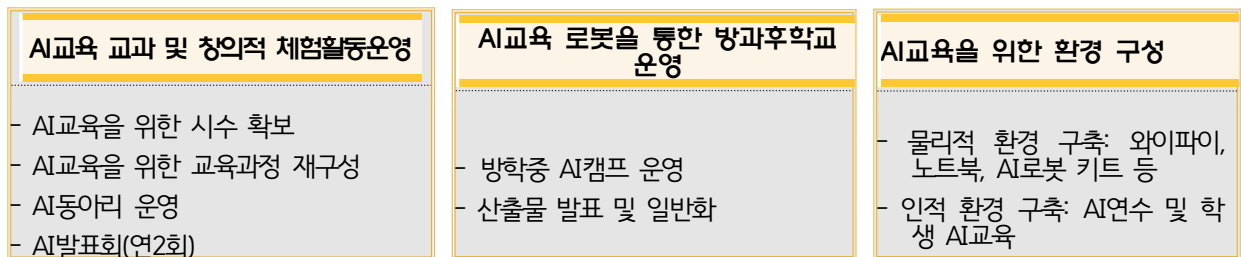 AI교육 교과 및 창의적 체험활동운영
- AI교육을 위한 시수 확보
- AI교육을 위한 교육과정 재구성
- AI동아리 운영
- AI발표회(연2회)
AI교육 로봇을 통한 방과후학교
운영
- 방학중 AI캠프 운영
- 산출물 발표 및 일반화
AI교육을 위한 환경 구성
- 물리적 환경 구축: 와이파이,
노트북, AI로봇 키트 등
- 인적 환경 구축: AI연수 및 학
생 AI교육